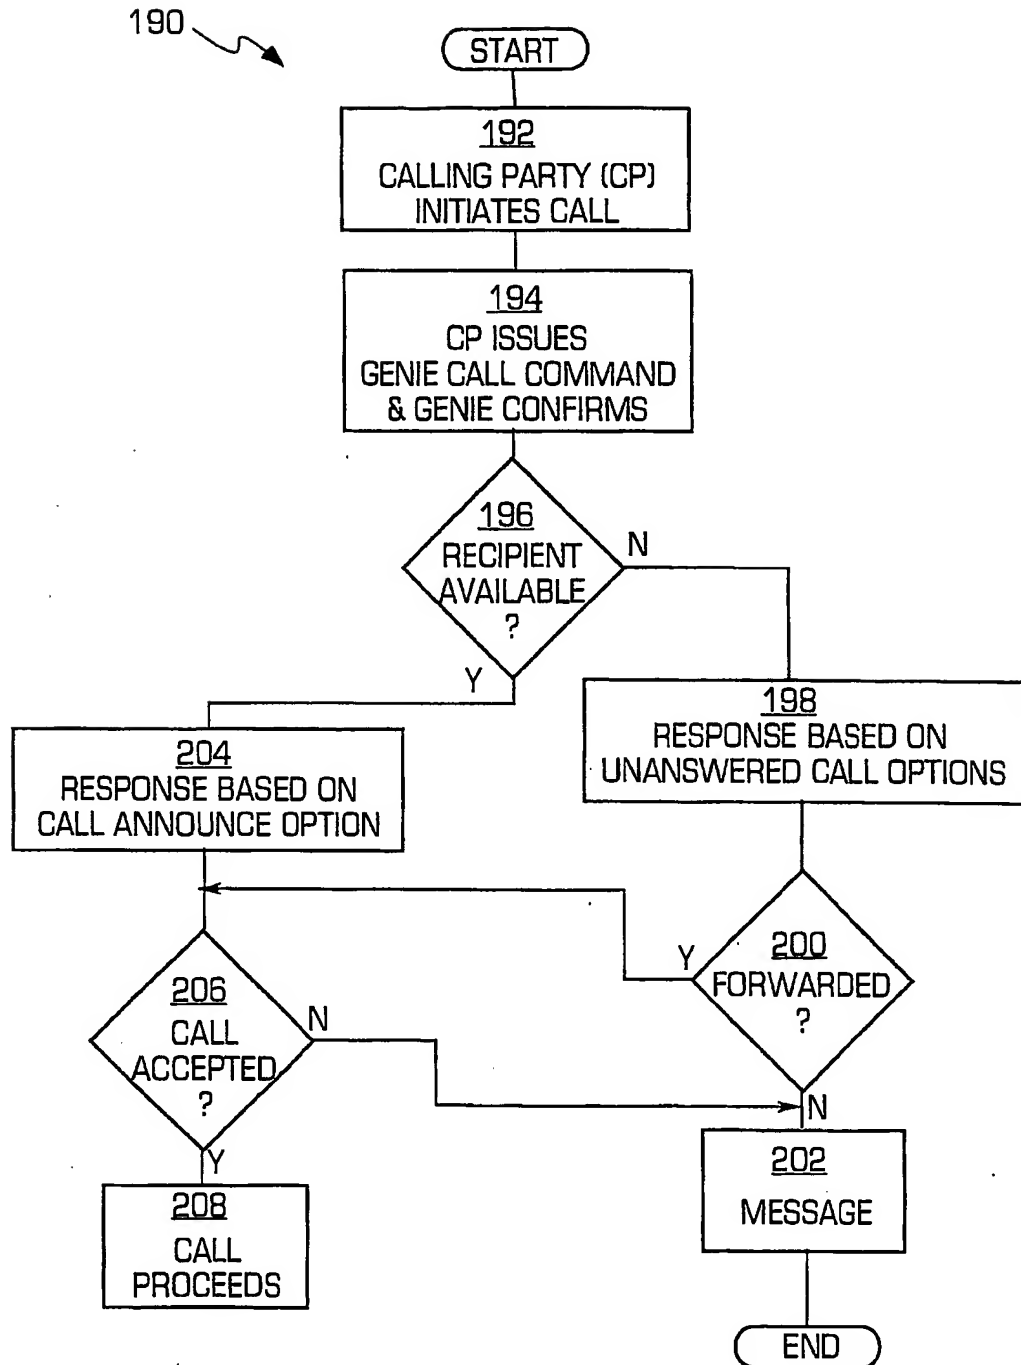 190
START
192
CALLING PARTY (CP)
INITIATES CALL
194
CP ISSUES
GENIE CALL COMMAND
& GENIE CONFIRMS
196
RECIPIENT
AVAILABLE
?
N
Y
198
RESPONSE BASED ON
UNANSWERED CALL OPTIONS
204
RESPONSE BASED ON
CALL ANNOUNCE OPTION
200
FORWARDED
?
Y
N
206
CALL
ACCEPTED
?
N
Y
202
MESSAGE
208
CALL
PROCEEDS
END